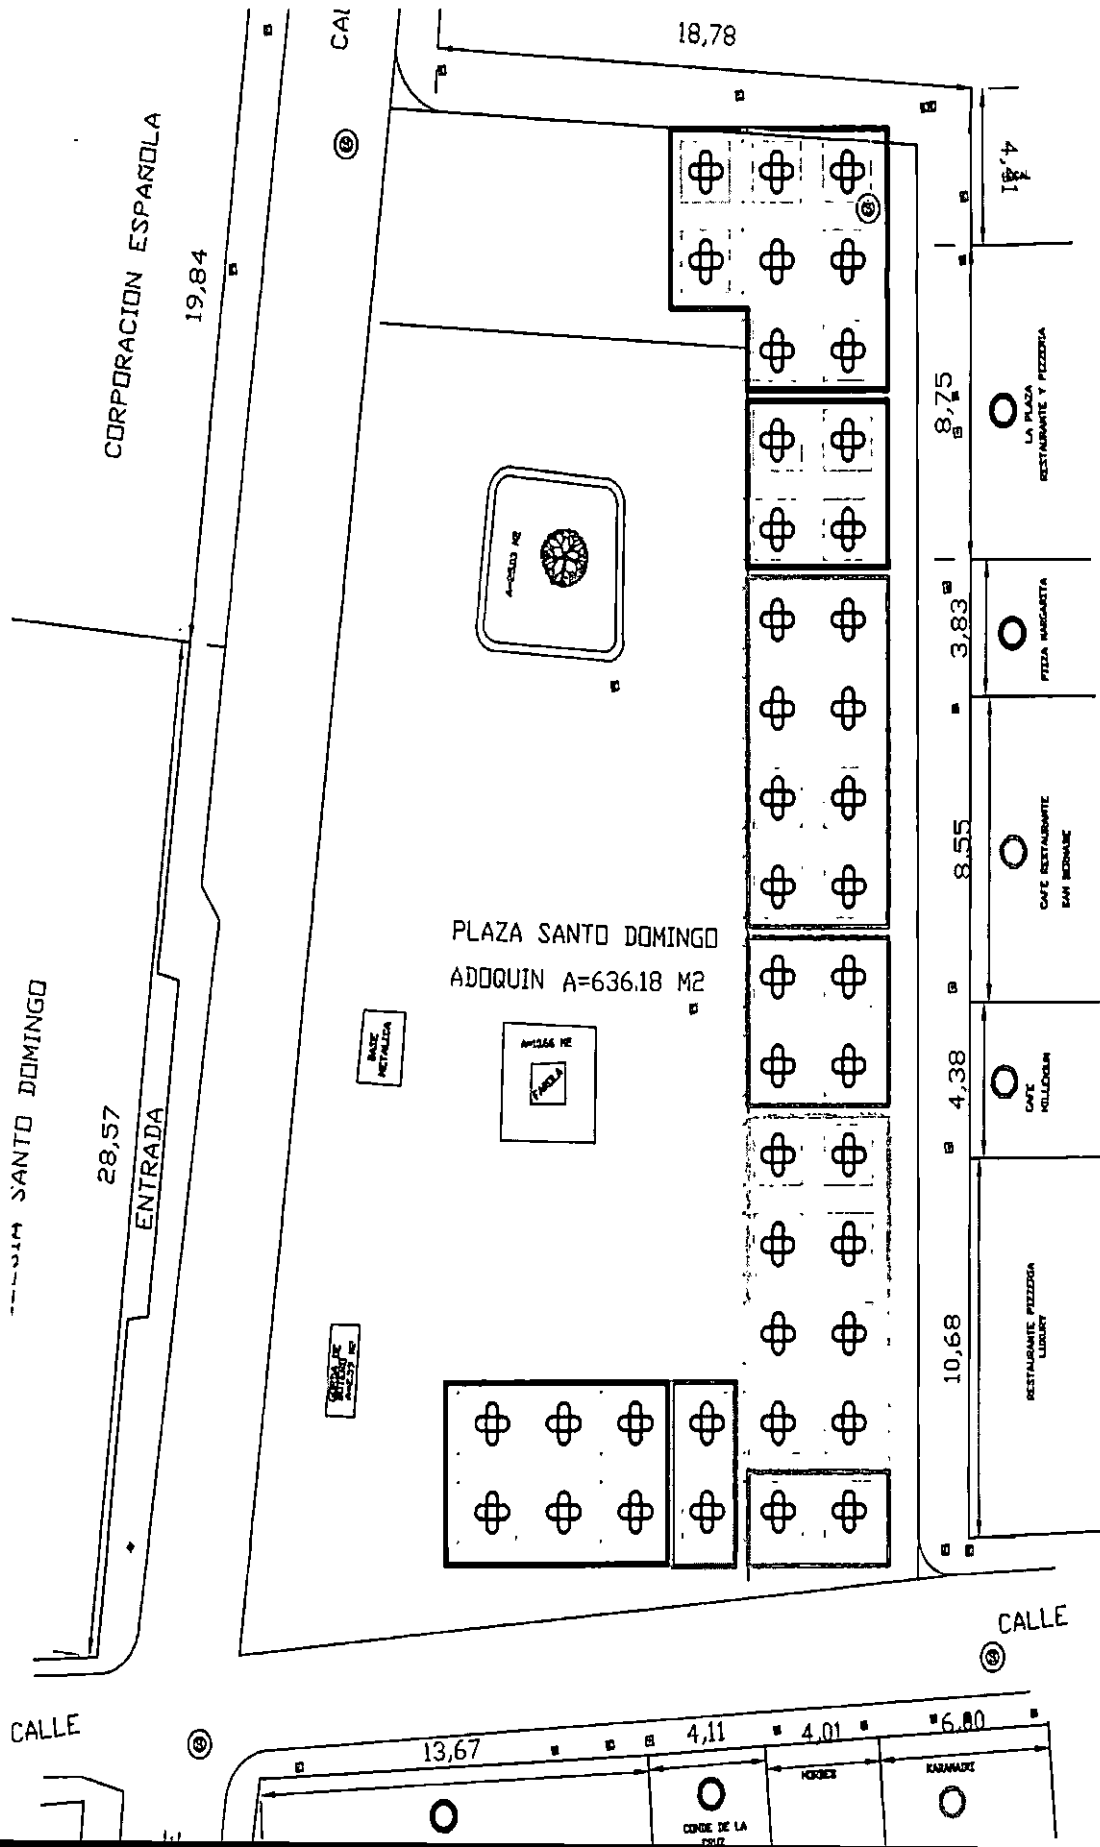 CAL
18,78
CORPORACION ESPAÑOLA
19,84
8,75
LA PLAZA
RESTAURANTE Y PIZZERIA
3,83
PIZZA MARGARITA
8,55
CAFE RESTAURANTE
SAN BERNABE
PLAZA SANTO DOMINGO
ADOQUIN A=636.18 M2
BASE
METALICA
FAROLA
4,38
CAFE
SANTO DOMINGO
28,57
ENTRADA
10,68
RESTAURANTE PIZZERIA
LUXURY
CALLE
CALLE
13,67
4,11
4,01
6,80
CONDE DE LA
CRUZ